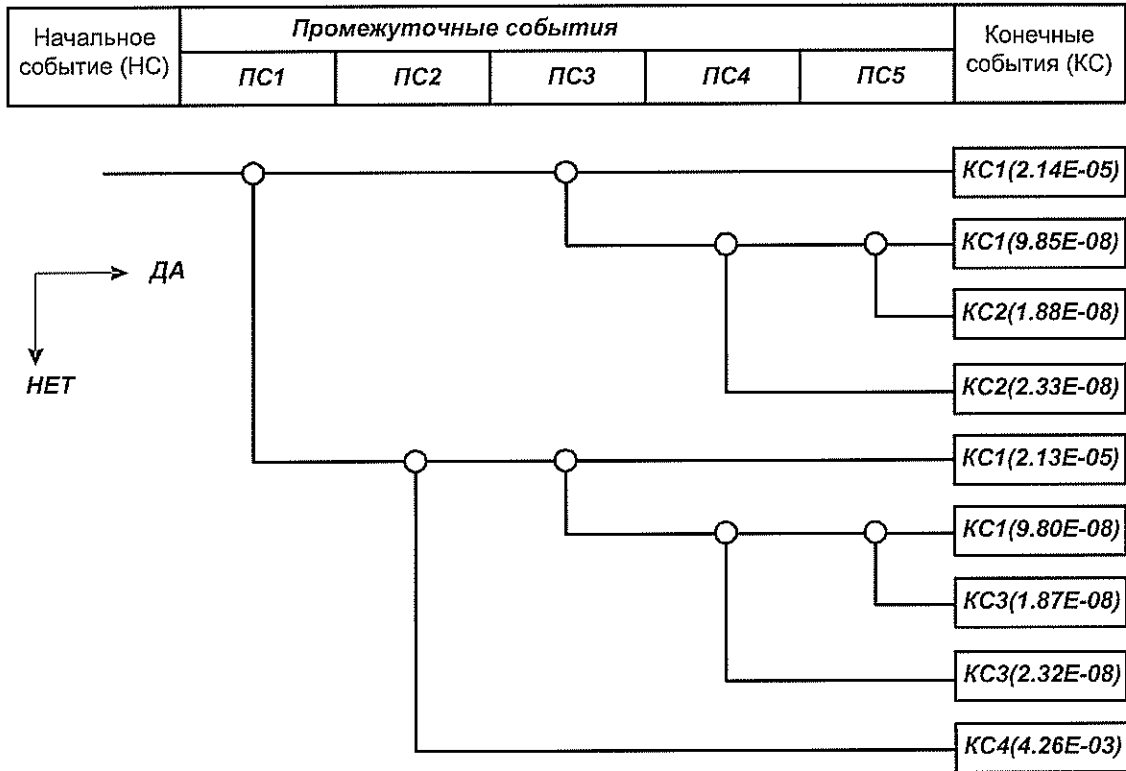 Начальное
событие (НС)
Промежуточные события
ПС1
ПС2
ПС3
ПС4
ПС5
Конечные
события (КС)
КС1(2.14E-05)
КС1(9.85E-08)
ДА
КС2(1.88E-08)
НЕТ
КС2(2.33E-08)
КС1(2.13E-05)
КС1(9.80E-08)
КС3(1.87E-08)
КС3(2.32E-08)
КС4(4.26E-03)